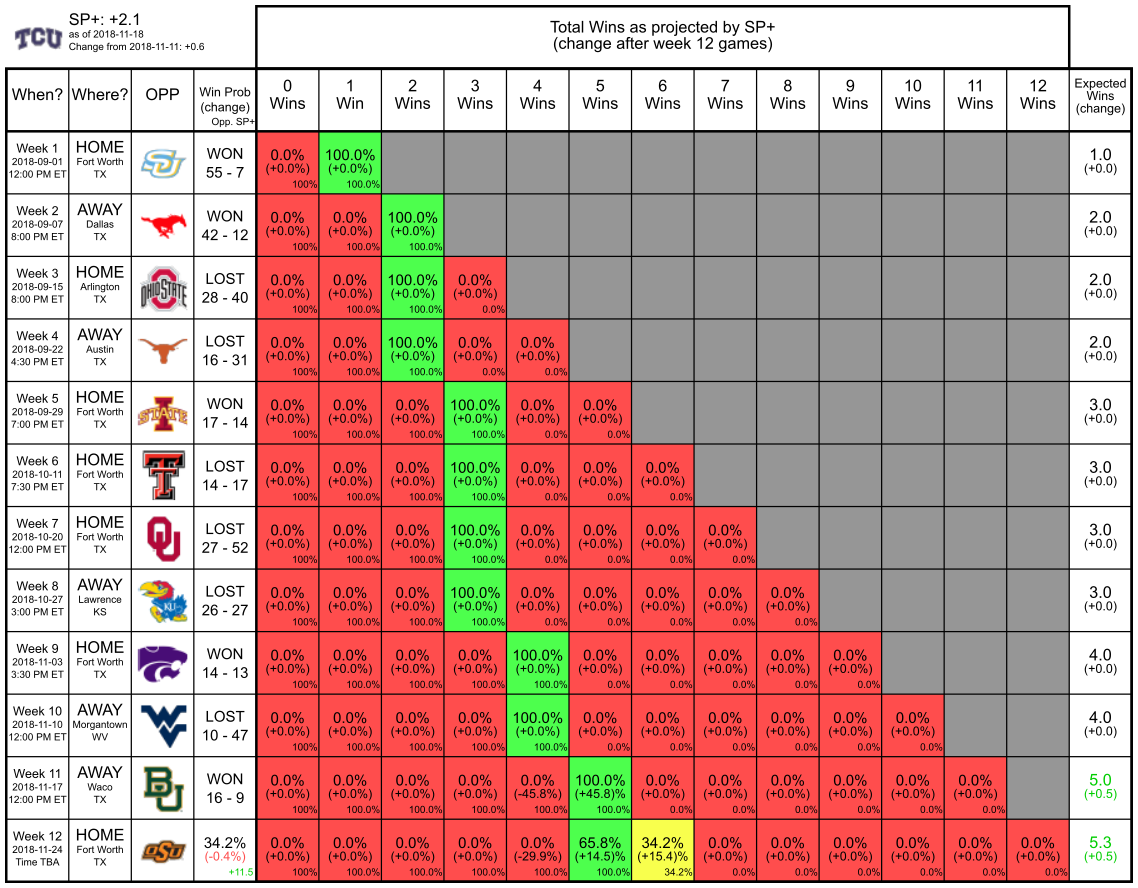 TCU
SP+: +2.1
as of 2018-11-18
Change from 2018-11-11: +0.6
Total Wins as projected by SP+
(change after week 12 games)
When? Where? OPP Win Prob (change) Opp. SP+ 0 Wins 1 Win 2 Wins 3 Wins 4 Wins 5 Wins 6 Wins 7 Wins 8 Wins 9 Wins 10 Wins 11 Wins 12 Wins Expected Wins (change)
Week 1 HOME WON 0.0% 100.0% 1.0
2018-09-01 Fort Worth SU (+0.0%) (+0.0%) (+0.0)
12:00 PM ET TX 55 - 7 100% 100.0%
Week 2 AWAY WON 0.0% 0.0% 100.0% 2.0
2018-09-07 Dallas (+0.0%) (+0.0%) (+0.0%) (+0.0)
8:00 PM ET TX 42 - 12 100% 100.0% 100.0%
Week 3 HOME LOST 0.0% 0.0% 100.0% 0.0% 2.0
2018-09-15 Arlington OHIO STATE (+0.0%) (+0.0%) (+0.0%) (+0.0%) (+0.0)
8:00 PM ET TX 28 - 40 100% 100.0% 100.0% 0.0%
Week 4 AWAY LOST 0.0% 0.0% 100.0% 0.0% 0.0% 2.0
2018-09-22 Austin (+0.0%) (+0.0%) (+0.0%) (+0.0%) (+0.0%) (+0.0)
4:30 PM ET TX 16 - 31 100% 100.0% 100.0% 0.0% 0.0%
Week 5 HOME WON 0.0% 0.0% 0.0% 100.0% 0.0% 0.0% 3.0
2018-09-29 Fort Worth I STATE (+0.0%) (+0.0%) (+0.0%) (+0.0%) (+0.0%) (+0.0%) (+0.0)
7:00 PM ET TX 17 - 14 100% 100.0% 100.0% 100.0% 0.0% 0.0%
Week 6 HOME LOST 0.0% 0.0% 0.0% 100.0% 0.0% 0.0% 0.0% 3.0
2018-10-11 Fort Worth T (+0.0%) (+0.0%) (+0.0%) (+0.0%) (+0.0%) (+0.0%) (+0.0%) (+0.0)
7:30 PM ET TX 14 - 17 100% 100.0% 100.0% 100.0% 0.0% 0.0% 0.0%
Week 7 HOME LOST 0.0% 0.0% 0.0% 100.0% 0.0% 0.0% 0.0% 0.0% 3.0
2018-10-20 Fort Worth OU (+0.0%) (+0.0%) (+0.0%) (+0.0%) (+0.0%) (+0.0%) (+0.0%) (+0.0%) (+0.0)
12:00 PM ET TX 27 - 52 100% 100.0% 100.0% 100.0% 0.0% 0.0% 0.0% 0.0%
Week 8 AWAY LOST 0.0% 0.0% 0.0% 100.0% 0.0% 0.0% 0.0% 0.0% 0.0% 3.0
2018-10-27 Lawrence KU (+0.0%) (+0.0%) (+0.0%) (+0.0%) (+0.0%) (+0.0%) (+0.0%) (+0.0%) (+0.0%) (+0.0)
3:00 PM ET KS 26 - 27 100% 100.0% 100.0% 100.0% 0.0% 0.0% 0.0% 0.0% 0.0%
Week 9 HOME WON 0.0% 0.0% 0.0% 0.0% 100.0% 0.0% 0.0% 0.0% 0.0% 0.0% 4.0
2018-11-03 Fort Worth (+0.0%) (+0.0%) (+0.0%) (+0.0%) (+0.0%) (+0.0%) (+0.0%) (+0.0%) (+0.0%) (+0.0%) (+0.0)
3:30 PM ET TX 14 - 13 100% 100.0% 100.0% 100.0% 100.0% 0.0% 0.0% 0.0% 0.0% 0.0%
Week 10 AWAY LOST 0.0% 0.0% 0.0% 0.0% 100.0% 0.0% 0.0% 0.0% 0.0% 0.0% 0.0% 4.0
2018-11-10 Morgantown WV (+0.0%) (+0.0%) (+0.0%) (+0.0%) (+0.0%) (+0.0%) (+0.0%) (+0.0%) (+0.0%) (+0.0%) (+0.0%) (+0.0)
12:00 PM ET WV 10 - 47 100% 100.0% 100.0% 100.0% 100.0% 0.0% 0.0% 0.0% 0.0% 0.0% 0.0%
Week 11 AWAY WON 0.0% 0.0% 0.0% 0.0% 0.0% 100.0% 0.0% 0.0% 0.0% 0.0% 0.0% 0.0% 5.0
2018-11-17 Waco BU (+0.0%) (+0.0%) (+0.0%) (+0.0%) (-45.8%) (+45.8)% (+0.0%) (+0.0%) (+0.0%) (+0.0%) (+0.0%) (+0.0%) (+0.5)
12:00 PM ET TX 16 - 9 100% 100.0% 100.0% 100.0% 100.0% 100.0% 0.0% 0.0% 0.0% 0.0% 0.0% 0.0%
Week 12 HOME 34.2% 0.0% 0.0% 0.0% 0.0% 0.0% 65.8% 34.2% 0.0% 0.0% 0.0% 0.0% 0.0% 0.0% 5.3
2018-11-24 Fort Worth OSU (-0.4%) (+0.0%) (+0.0%) (+0.0%) (+0.0%) (-29.9%) (+14.5)% (+15.4)% (+0.0%) (+0.0%) (+0.0%) (+0.0%) (+0.0%) (+0.0%) (+0.5)
Time TBA TX +11.5 100% 100.0% 100.0% 100.0% 100.0% 100.0% 34.2% 0.0% 0.0% 0.0% 0.0% 0.0% 0.0%